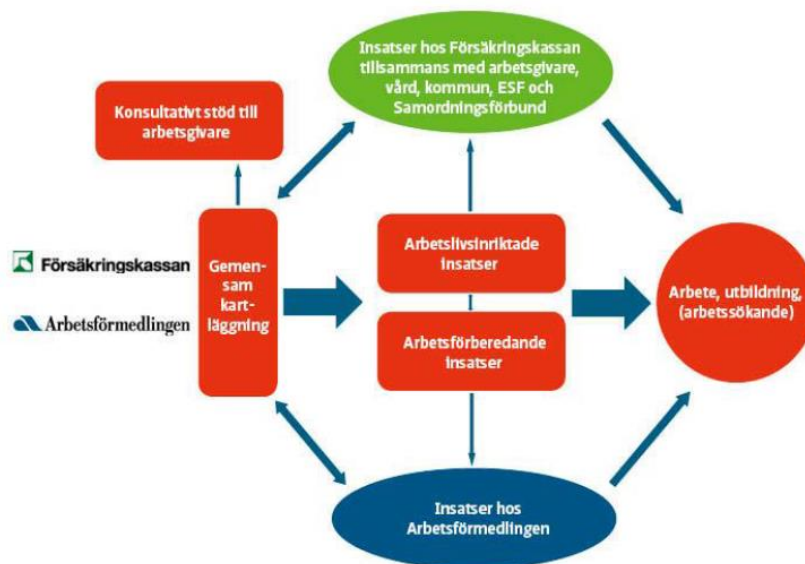 Insatser hos Försäkringskassan
tillsammans med arbetsgivare,
vård, kommun, ESF och
Samordningsförbund
Konsultativt stöd till
arbetsgivare
Försäkringskassan
Arbetsförmedlingen
Gemen-
sam
kart-
läggning
Arbetslivsinriktade
insatser
Arbetsförberedande
insatser
Arbete, utbildning,
(arbetssökande)
Insatser hos
Arbetsförmedlingen